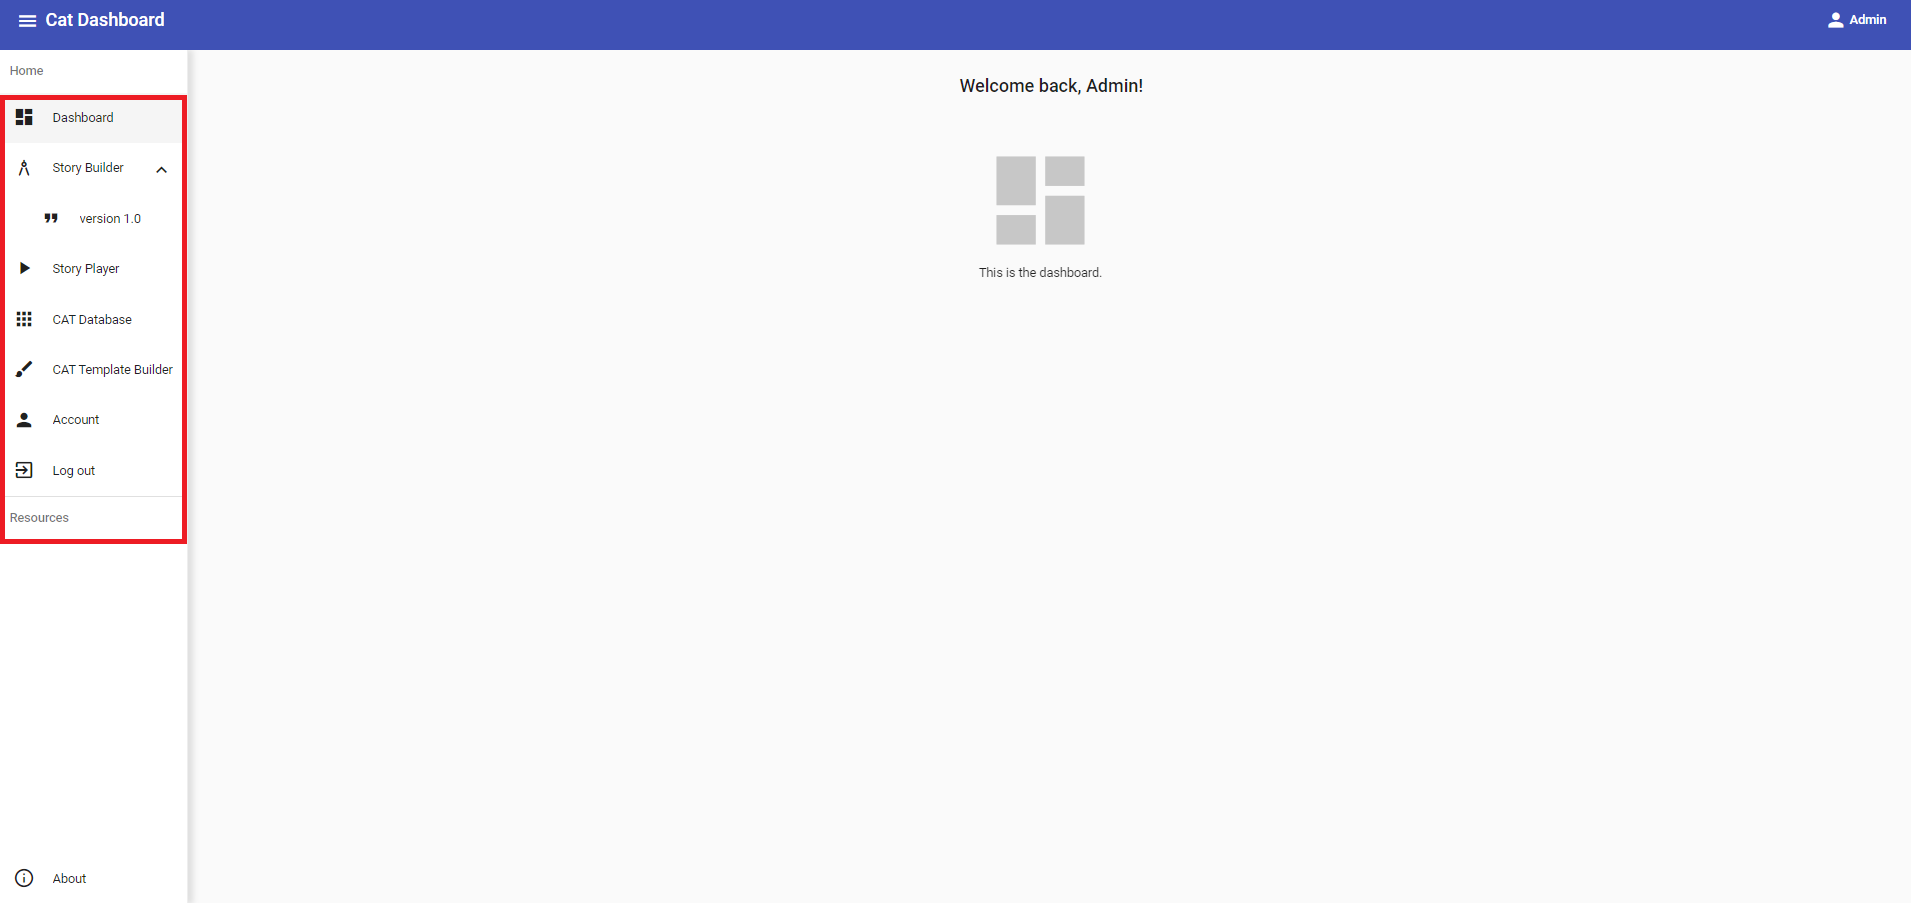 Cat Dashboard
Admin
Home
Dashboard
Story Builder
version 1.0
Story Player
CAT Database
CAT Template Builder
Account
Log out
Resources
About
Welcome back, Admin!
This is the dashboard.